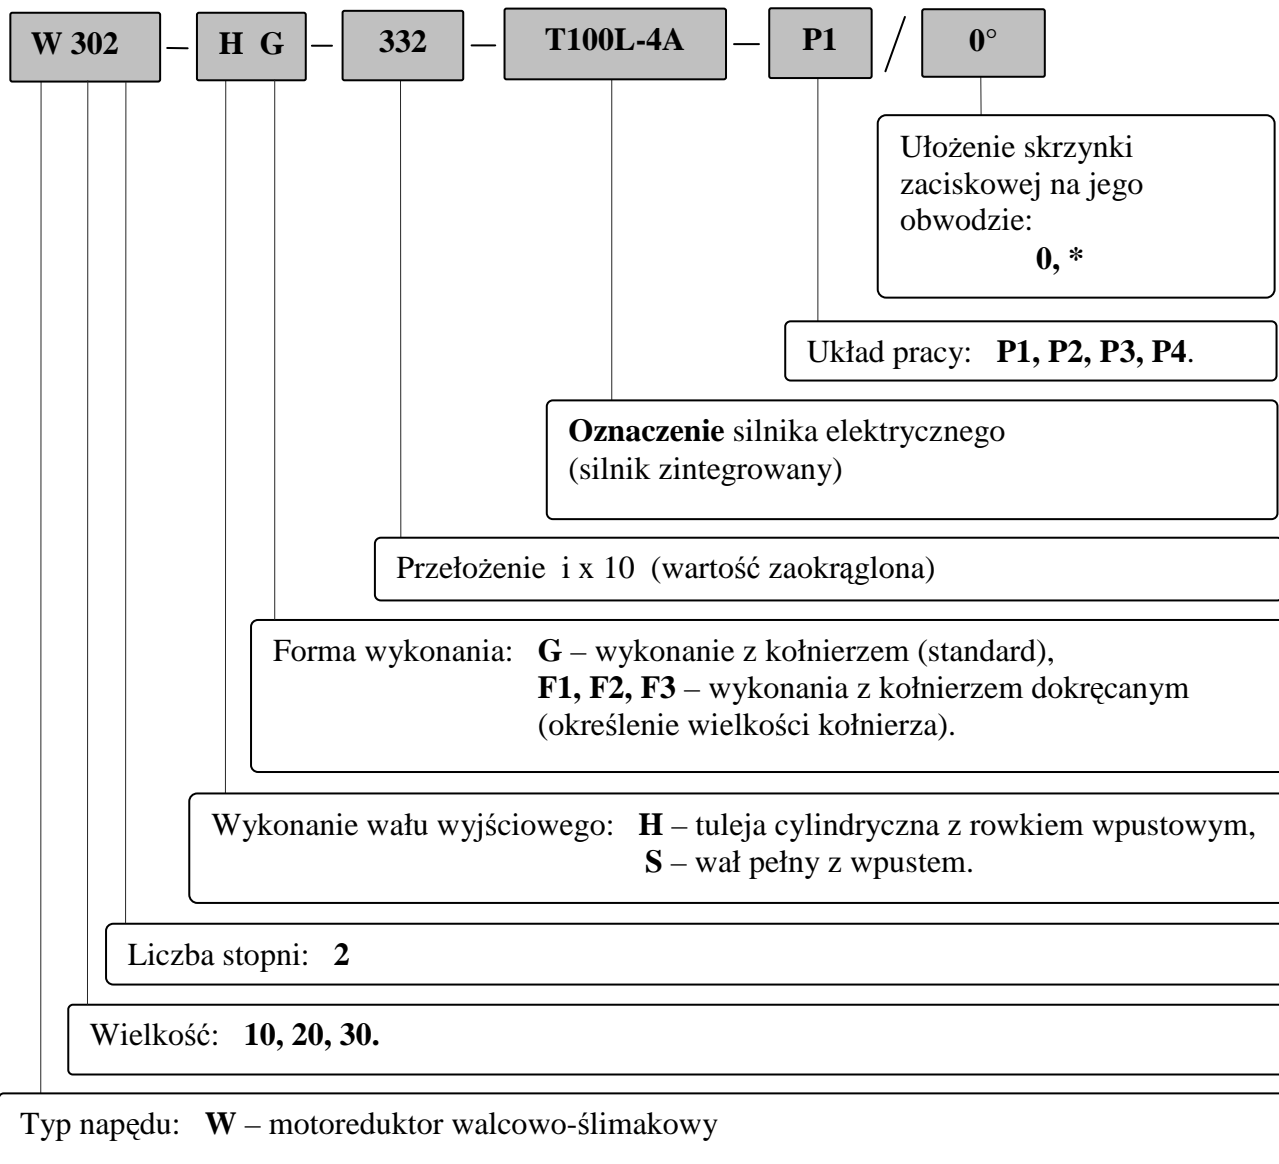 W 302 – H G – 332 – T100L-4A – P1 / 0°
Ułożenie skrzynki
zaciskowej na jego
obwodzie:
0, *
Układ pracy: P1, P2, P3, P4.
Oznaczenie silnika elektrycznego
(silnik zintegrowany)
Przełożenie i x 10 (wartość zaokrąglona)
Forma wykonania: G – wykonanie z kołnierzem (standard),
F1, F2, F3 – wykonania z kołnierzem dokręcanym
(określenie wielkości kołnierza).
Wykonanie wału wyjściowego: H – tuleja cylindryczna z rowkiem wpustowym,
S – wał pełny z wpustem.
Liczba stopni: 2
Wielkość: 10, 20, 30.
Typ napędu: W – motoreduktor walcowo-ślimakowy